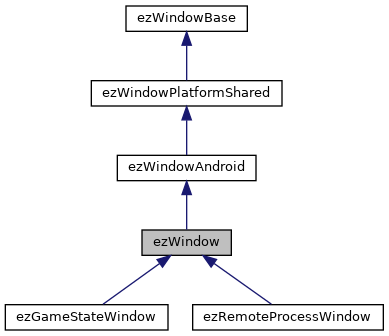 ezWindowBase
ezWindowPlatformShared
ezWindowAndroid
ezWindow
ezGameStateWindow
ezRemoteProcessWindow